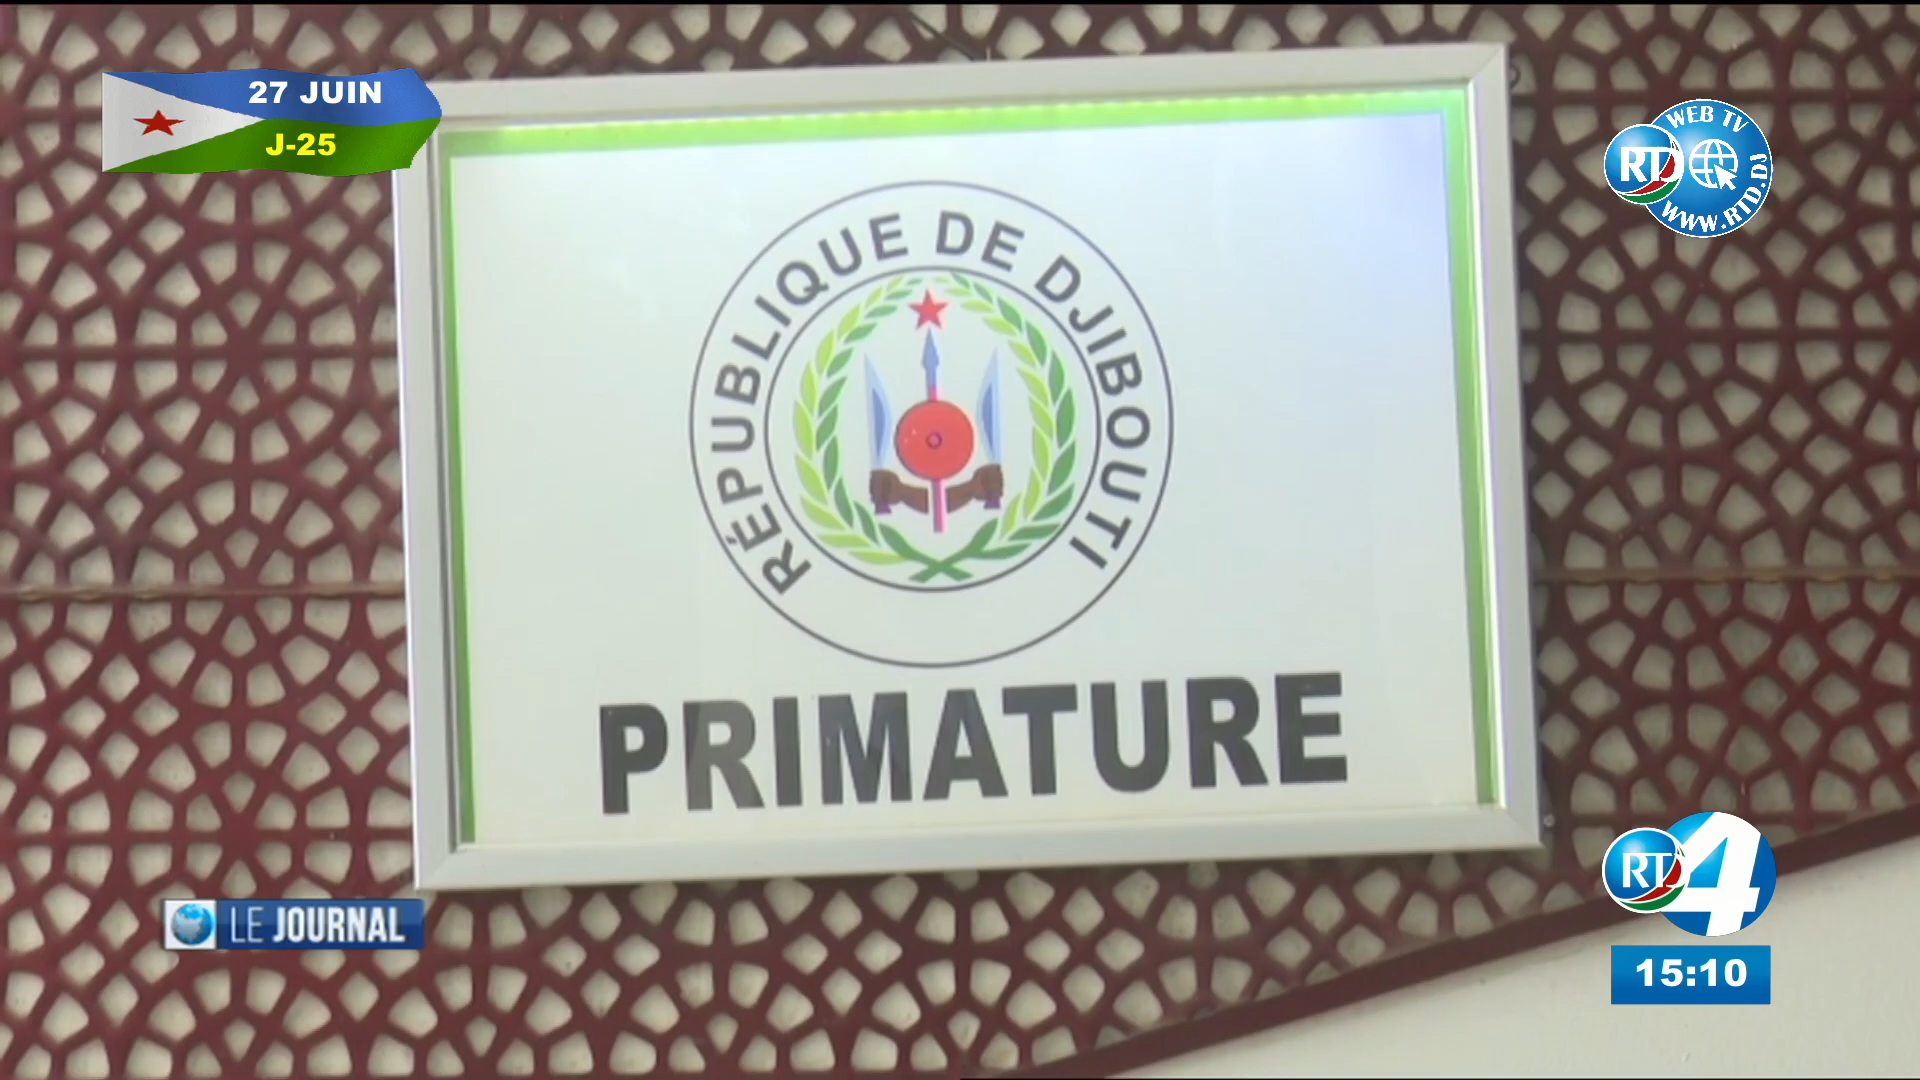 27 JUIN
J-25
WEB TV
RTD
WWW.RTD.DJ
RÉPUBLIQUE DE DJIBOUTI
PRIMATURE
LE JOURNAL
RTD 4
15:10